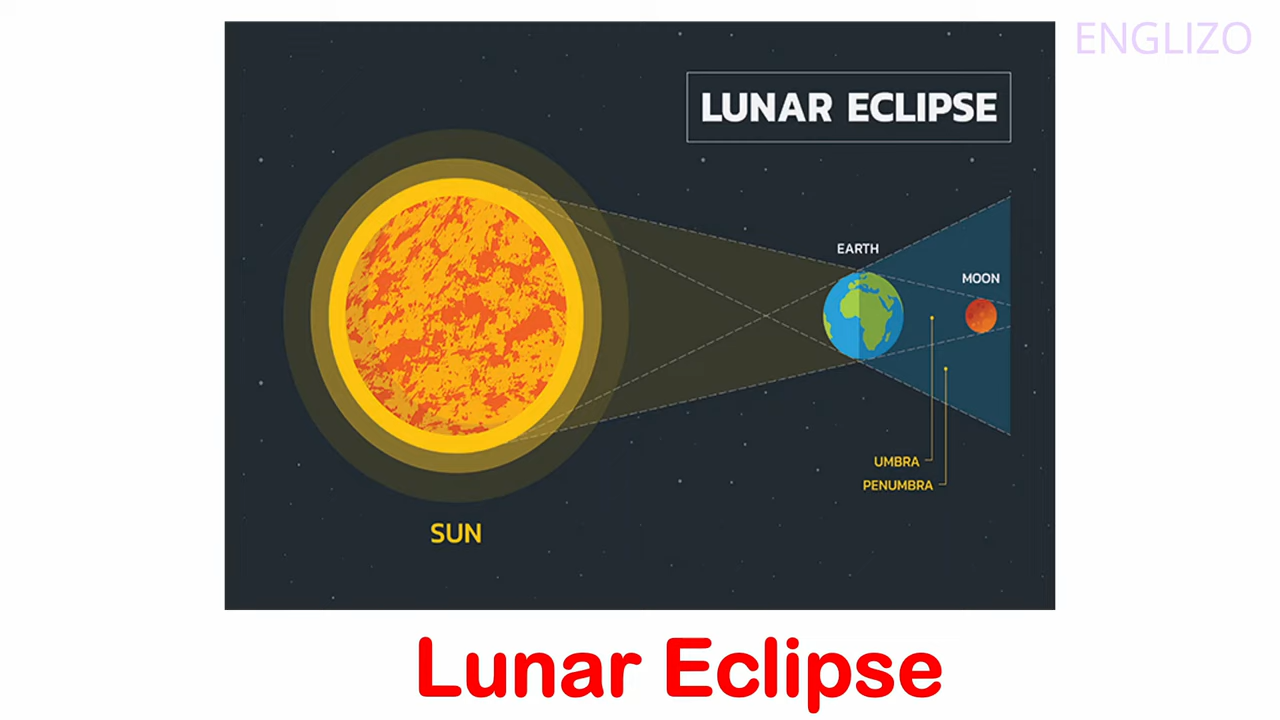 ENGLIZO
LUNAR ECLIPSE
EARTH
MOON
UMBRA
PENUMBRA
SUN
Lunar Eclipse